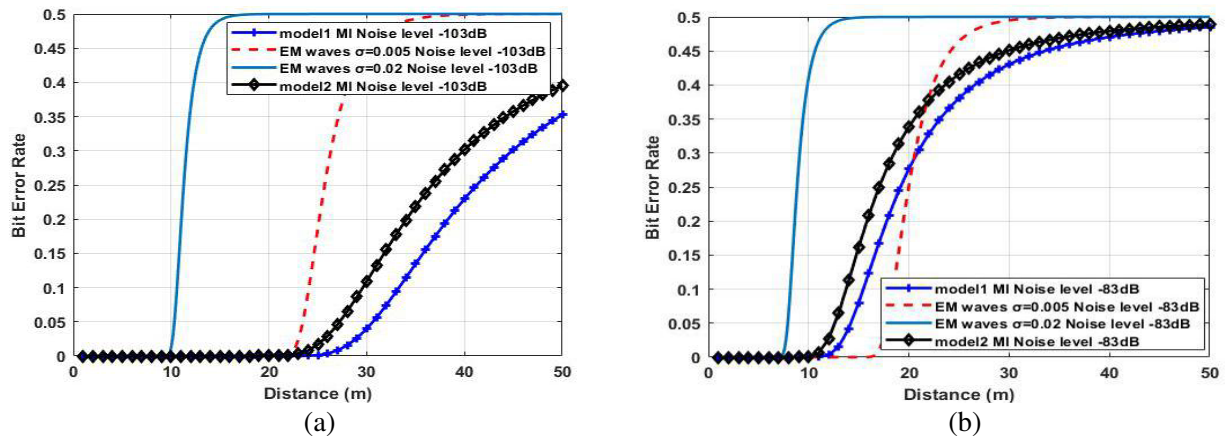 0.5
0.45
0.4
0.35
0.3
0.25
0.2
0.15
0.1
0.05
0
Bit Error Rate
model1 MI Noise level -103dB
EM waves σ=0.005 Noise level -103dB
EM waves σ=0.02 Noise level -103dB
model2 MI Noise level -103dB
0 10 20 30 40 50
Distance (m)
(a)
0.5
0.45
0.4
0.35
0.3
0.25
0.2
0.15
0.1
0.05
0
Bit Error Rate
model1 MI Noise level -83dB
EM waves σ=0.005 Noise level -83dB
EM waves σ=0.02 Noise level -83dB
model2 MI Noise level -83dB
0 10 20 30 40 50
Distance (m)
(b)